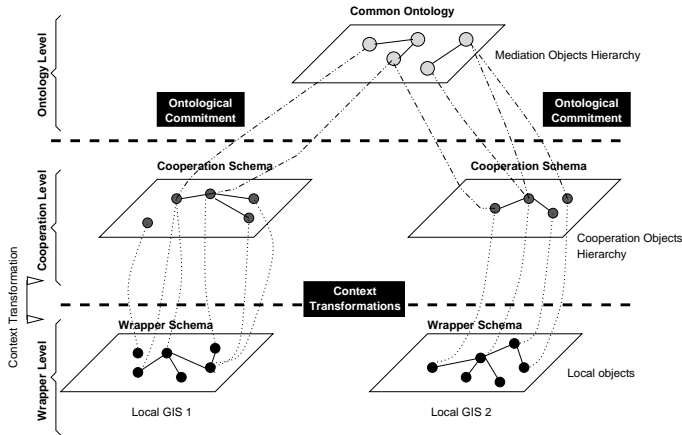 Common Ontology
Ontology Level
Mediation Objects Hierarchy
Ontological
Commitment
Ontological
Commitment
Cooperation Schema
Cooperation Schema
Cooperation Level
Cooperation Objects
Hierarchy
Context Transformation
Context
Transformations
Wrapper Schema
Wrapper Schema
Wrapper Level
Local objects
Local GIS 1
Local GIS 2